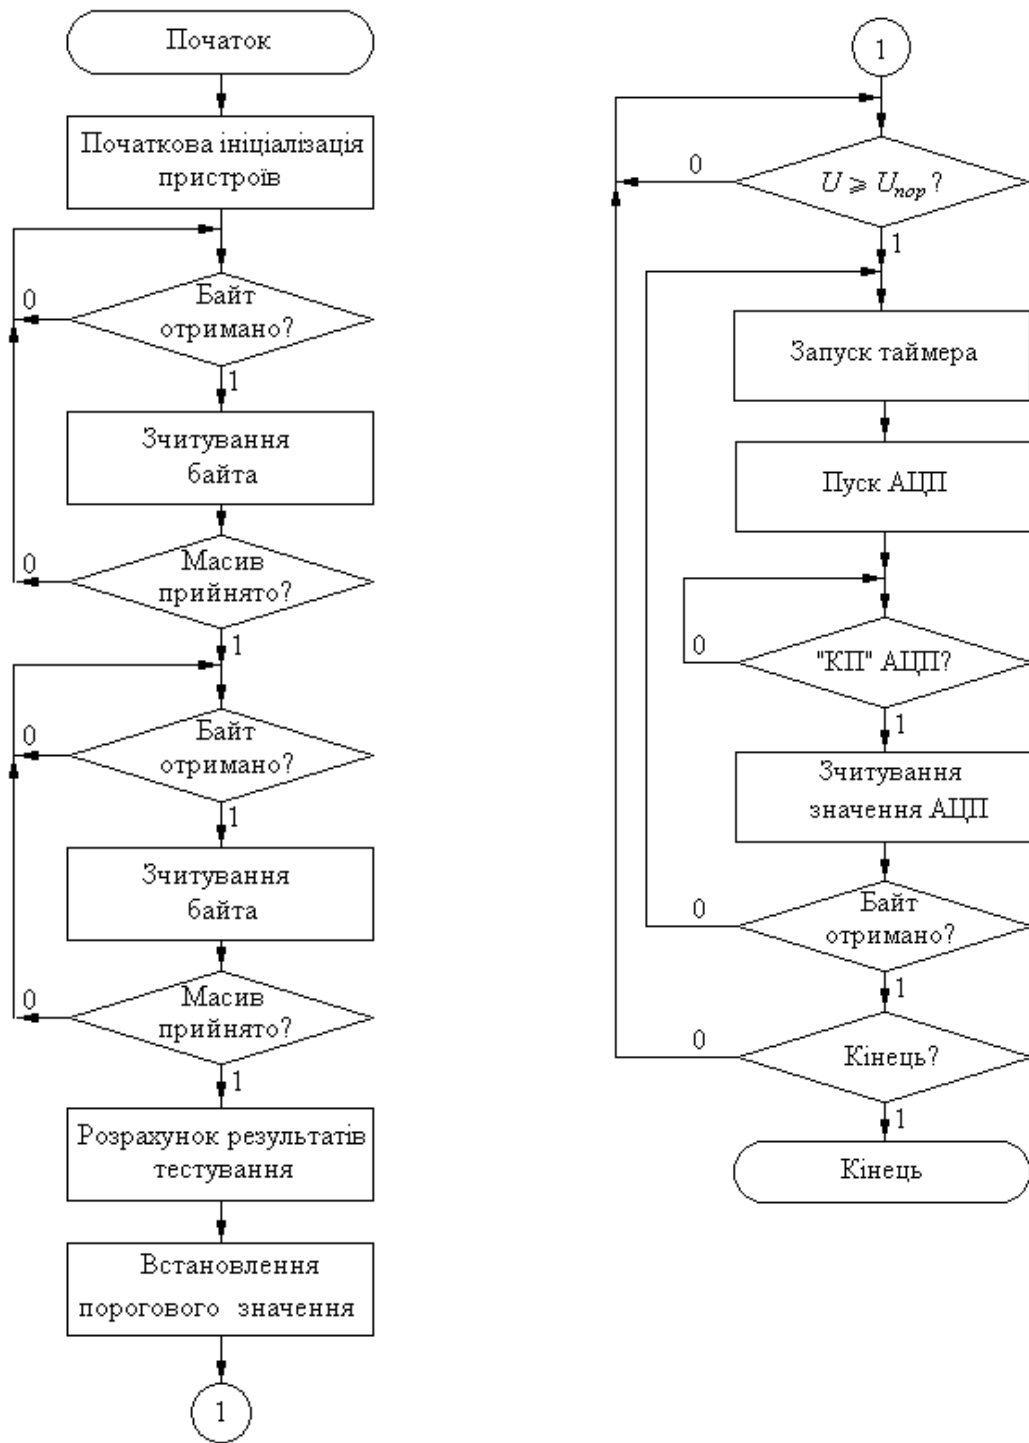 Початок
Початкова ініціалізація
пристроїв
Байт
отримано?
0
1
Зчитування
байта
Масив
прийнято?
0
1
Байт
отримано?
0
1
Зчитування
байта
Масив
прийнято?
0
1
Розрахунок результатів
тестування
Встановлення
порогового значення
1
1
U ⩾ Uпор?
0
1
Запуск таймера
Пуск АЦП
"КП" АЦП?
0
1
Зчитування
значення АЦП
Байт
отримано?
0
1
Кінець?
0
1
Кінець